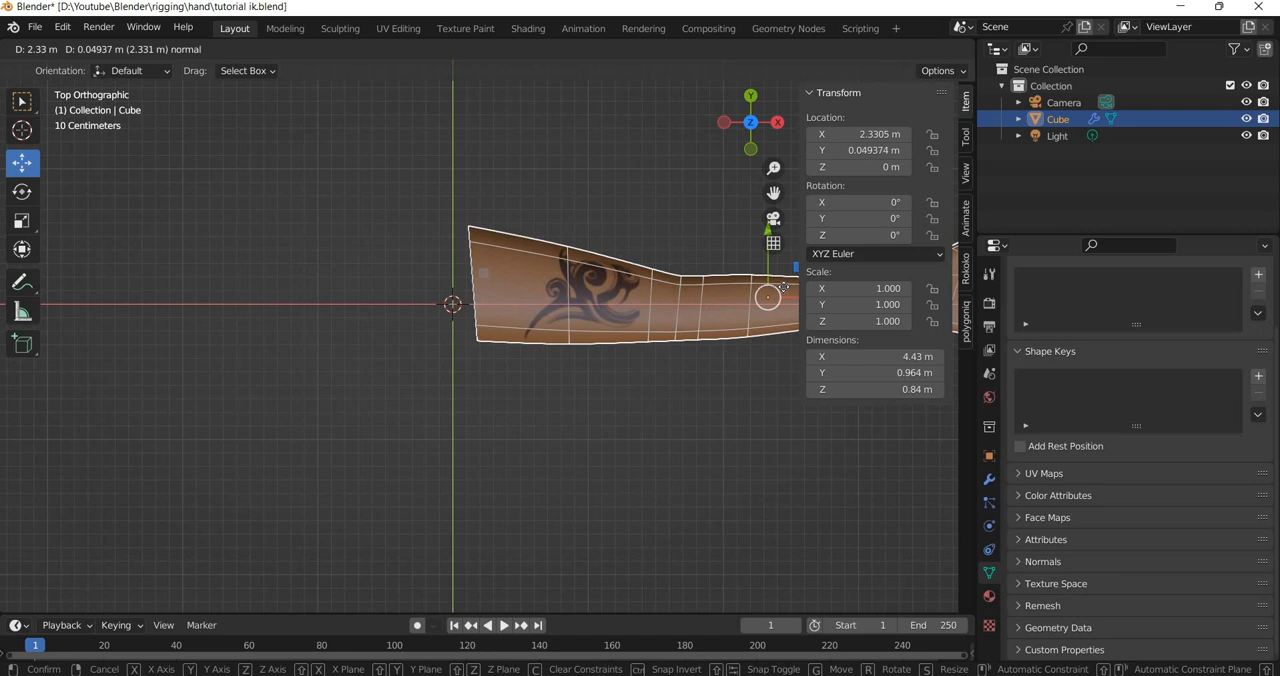 Blender* [D:\Youtube\Blender\rigging\hand\tutorial ik.blend]
File Edit Render Window Help Layout Modeling Sculpting UV Editing Texture Paint Shading Animation Rendering Compositing Geometry Nodes Scripting + Scene ViewLayer
D: 2.33 m D: 0.04937 m (2.331 m) normal
Orientation: Default Drag: Select Box Options
Top Orthographic
(1) Collection | Cube
10 Centimeters
Y
Z X
Transform
Location:
X 2.3305 m
Y 0.049374 m
Z 0 m
Rotation:
X 0°
Y 0°
Z 0°
XYZ Euler
Scale:
X 1.000
Y 1.000
Z 1.000
Dimensions:
X 4.43 m
Y 0.964 m
Z 0.84 m
Item
Tool
View
Animate
Rokoko
polygoniq
Scene Collection
Collection
Camera
Cube
Light
Shape Keys
Add Rest Position
UV Maps
Color Attributes
Face Maps
Attributes
Normals
Texture Space
Remesh
Geometry Data
Custom Properties
Playback Keying View Marker 1 Start 1 End 250
1 20 40 60 80 100 120 140 160 180 200 220 240
Confirm Cancel X X Axis Y Y Axis Z Z Axis X X Plane Y Y Plane Z Z Plane C Clear Constraints Ctrl Snap Invert Snap Toggle G Move R Rotate S Resize Automatic Constraint Automatic Constraint Plane